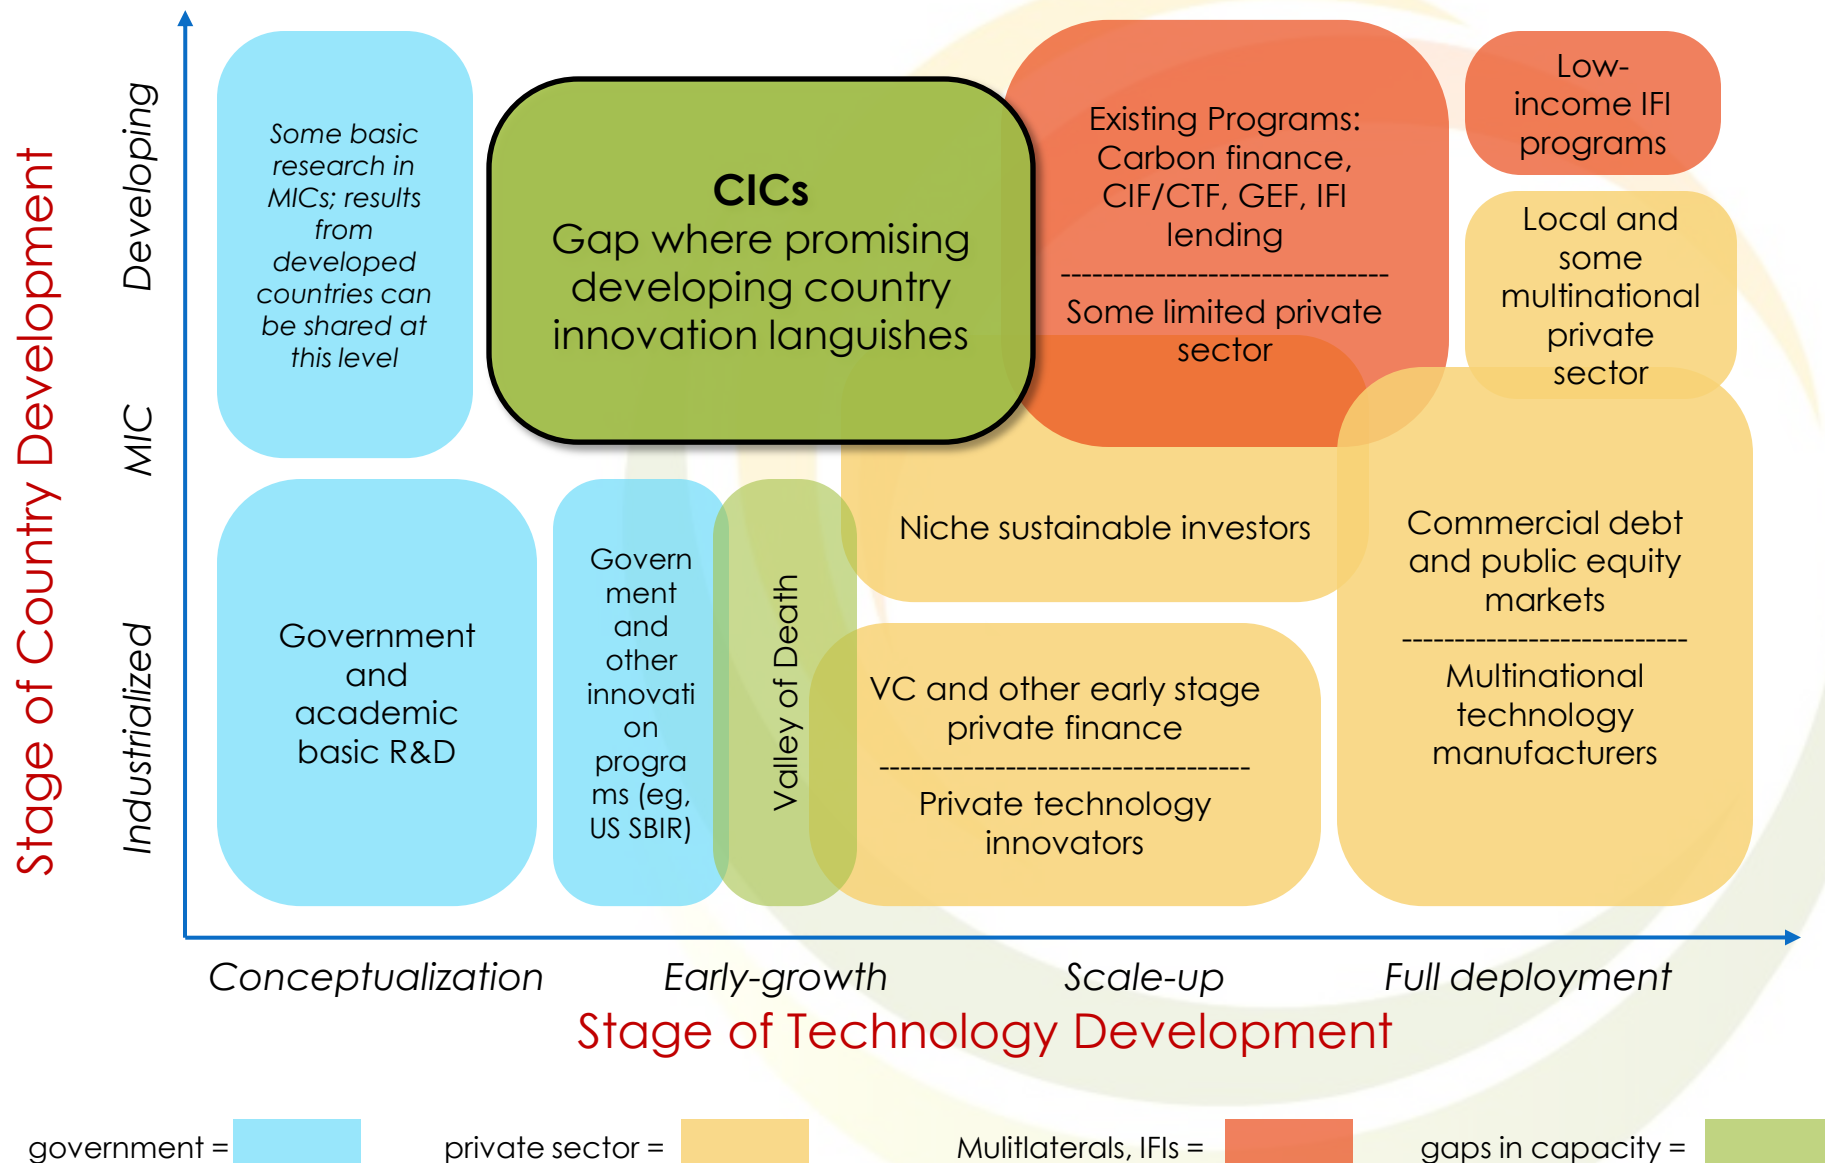 Stage of Country Development
Developing
MIC
Industrialized
Some basic
research in
MICs; results
from
developed
countries can
be shared at
this level
CICs
Gap where promising
developing country
innovation languishes
Existing Programs:
Carbon finance,
CIF/CTF, GEF, IFI
lending
-------------------------------
Some limited private
sector
Low-
income IFI
programs
Local and
some
multinational
private
sector
Government
and
academic
basic R&D
Govern
ment
and
other
innovati
on
progra
ms (eg,
US SBIR)
Valley of Death
Niche sustainable investors
VC and other early stage
private finance
-----------------------------------
Private technology
innovators
Commercial debt
and public equity
markets
---------------------------
Multinational
technology
manufacturers
Conceptualization
Early-growth
Scale-up
Full deployment
Stage of Technology Development
government =
private sector =
Mulitlaterals, IFIs =
gaps in capacity =